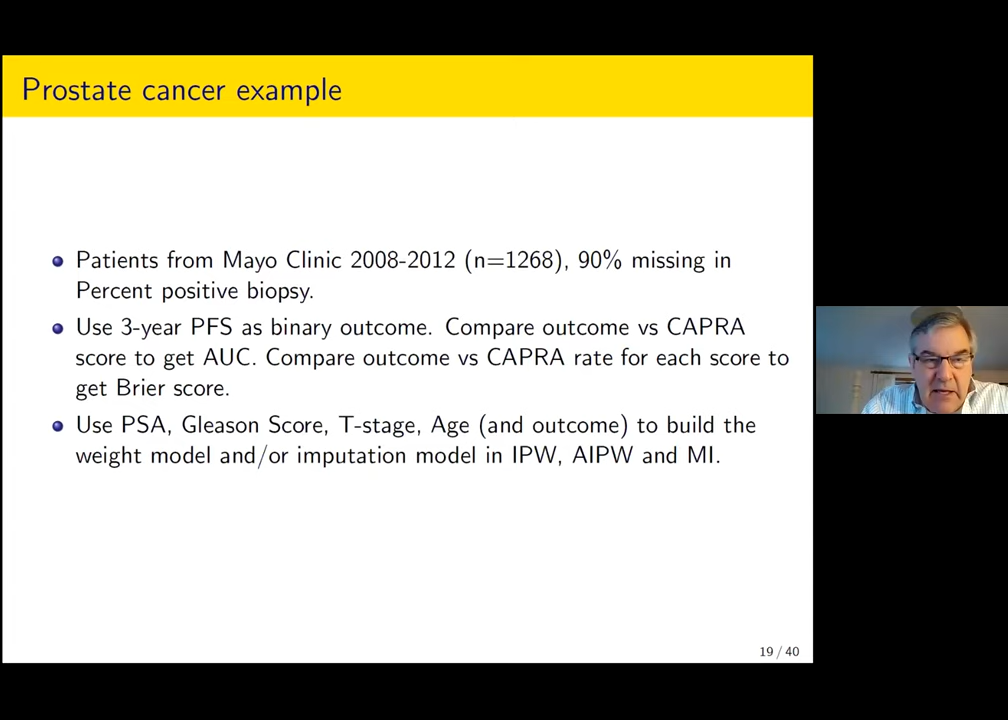 Prostate cancer example
Patients from Mayo Clinic 2008-2012 (n=1268), 90% missing in
Percent positive biopsy.
Use 3-year PFS as binary outcome. Compare outcome vs CAPRA
score to get AUC. Compare outcome vs CAPRA rate for each score to
get Brier score.
Use PSA, Gleason Score, T-stage, Age (and outcome) to build the
weight model and/or imputation model in IPW, AIPW and MI.
19 / 40